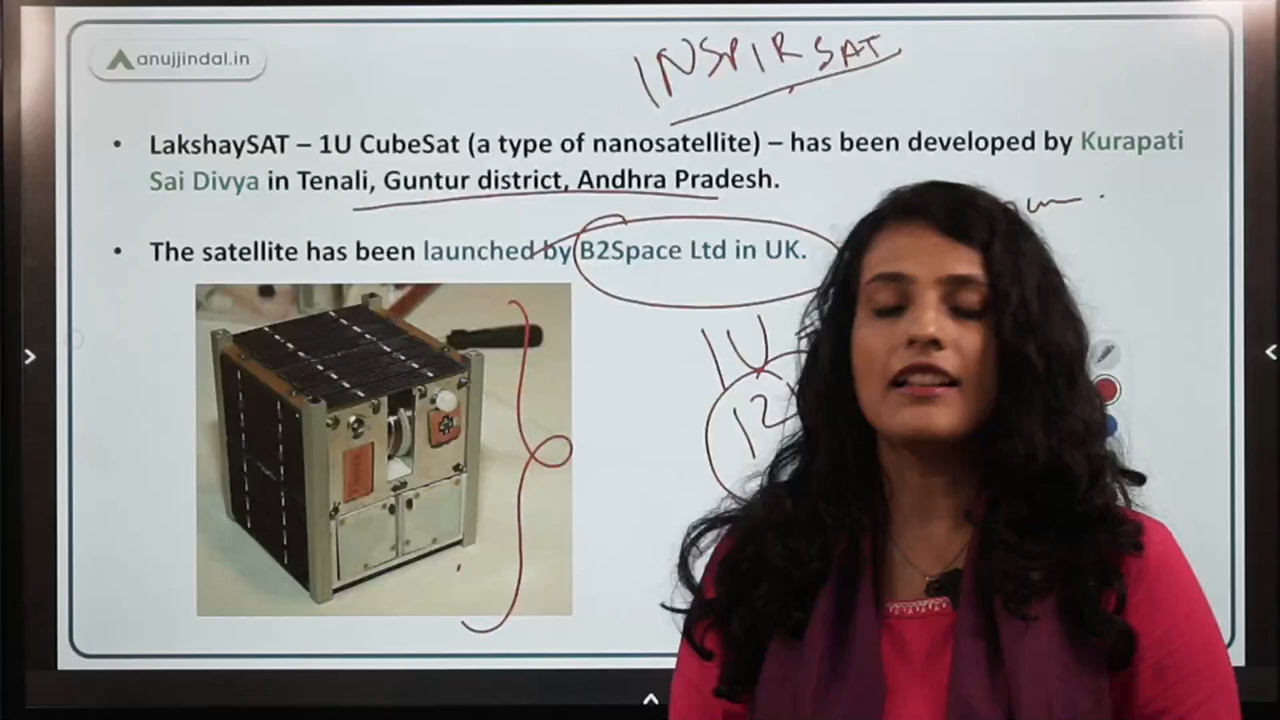 anujjindal.in
INSPIRSAT
• LakshaySAT – 1U CubeSat (a type of nanosatellite) – has been developed by Kurapati
Sai Divya in Tenali, Guntur district, Andhra Pradesh.
• The satellite has been launched by B2Space Ltd in UK.
1U
12